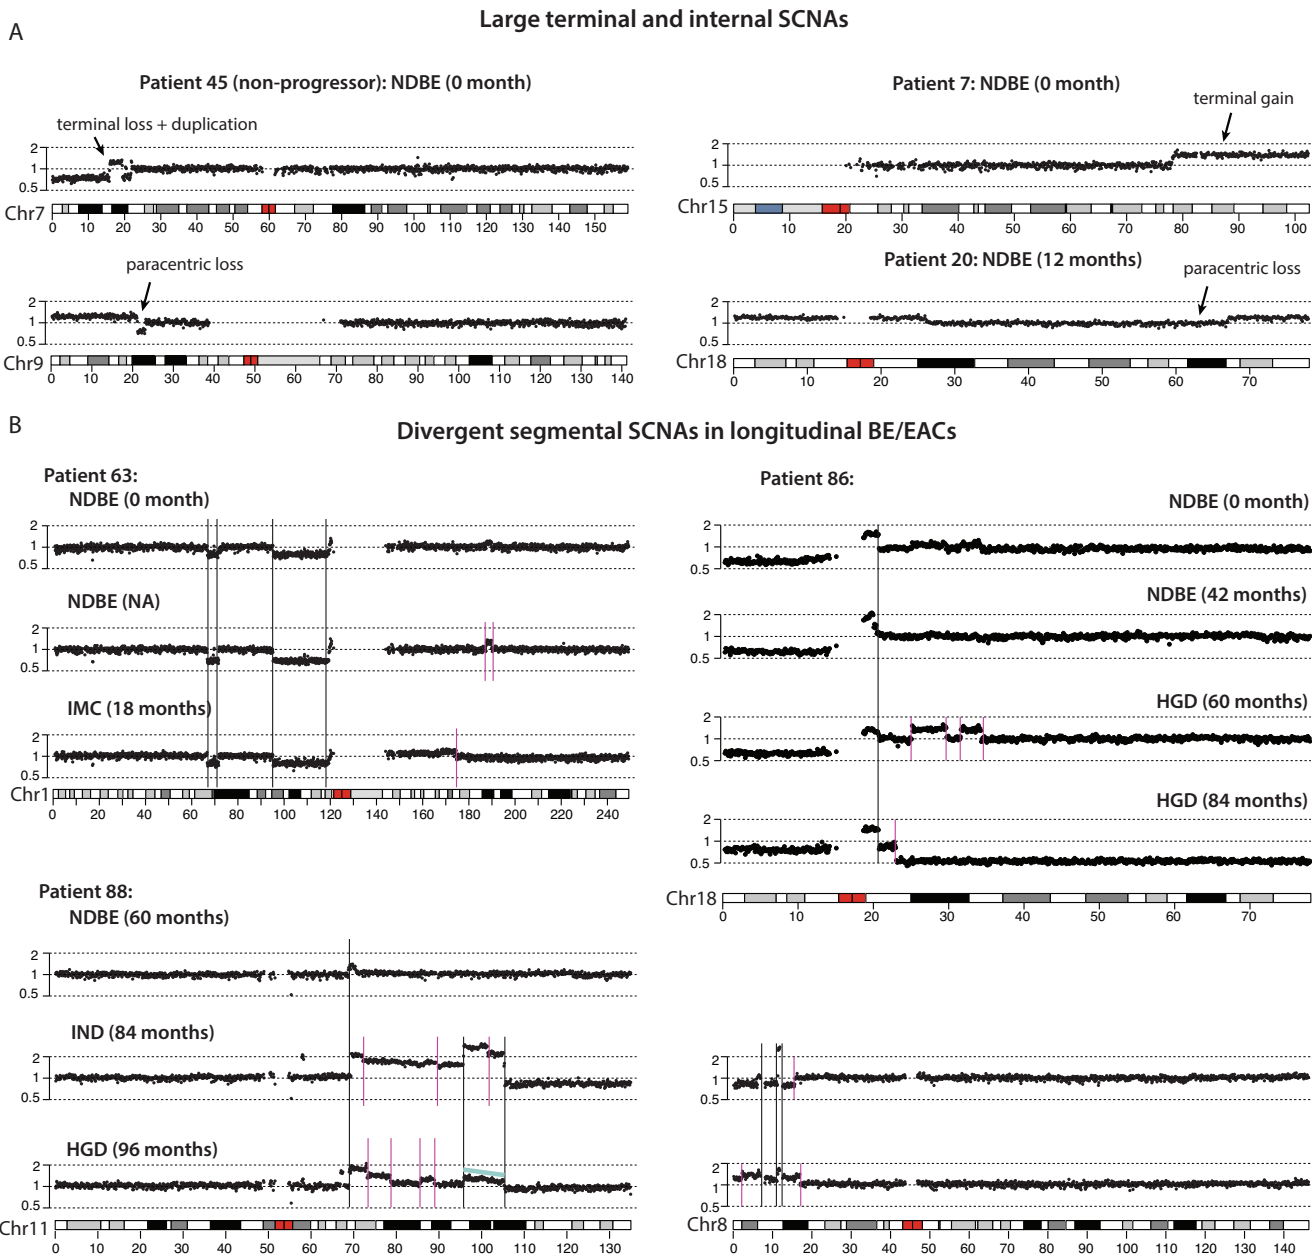 Large terminal and internal SCNAs
A
Patient 45 (non-progressor): NDBE (0 month)
terminal loss + duplication
2
1
0.5
Chr7
0 10 20 30 40 50 60 70 80 90 100 110 120 130 140 150
paracentric loss
2
1
0.5
Chr9
0 10 20 30 40 50 60 70 80 90 100 110 120 130 140
Patient 7: NDBE (0 month)
terminal gain
2
1
0.5
Chr15
0 10 20 30 40 50 60 70 80 90 100
Patient 20: NDBE (12 months)
paracentric loss
2
1
0.5
Chr18
0 10 20 30 40 50 60 70
B
Divergent segmental SCNAs in longitudinal BE/EACs
Patient 63:
NDBE (0 month)
2
1
0.5
NDBE (NA)
2
1
0.5
IMC (18 months)
2
1
0.5
Chr1
0 20 40 60 80 100 120 140 160 180 200 220 240
Patient 86:
NDBE (0 month)
2
1
0.5
NDBE (42 months)
2
1
0.5
HGD (60 months)
2
1
0.5
HGD (84 months)
2
1
0.5
Chr18
0 10 20 30 40 50 60 70
Patient 88:
NDBE (60 months)
2
1
0.5
IND (84 months)
2
1
0.5
HGD (96 months)
2
1
0.5
Chr11
0 10 20 30 40 50 60 70 80 90 100 110 120 130
2
1
0.5
2
1
0.5
Chr8
0 10 20 30 40 50 60 70 80 90 100 110 120 130